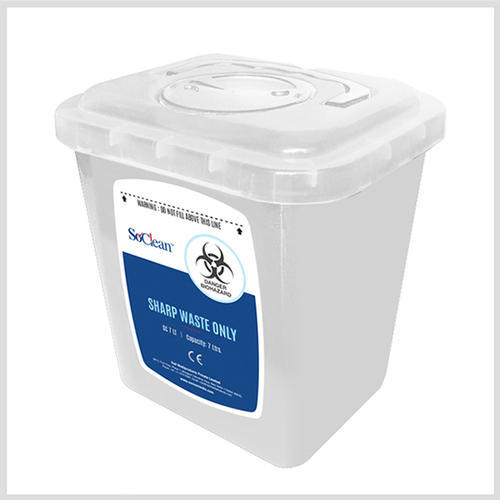 WARNING : DO NOT FILL ABOVE THIS LINE
SoClean™
DANGER
BIOHAZARD
SHARP WASTE ONLY
SC 7 LT | Capacity: 7 Ltrs.
CE